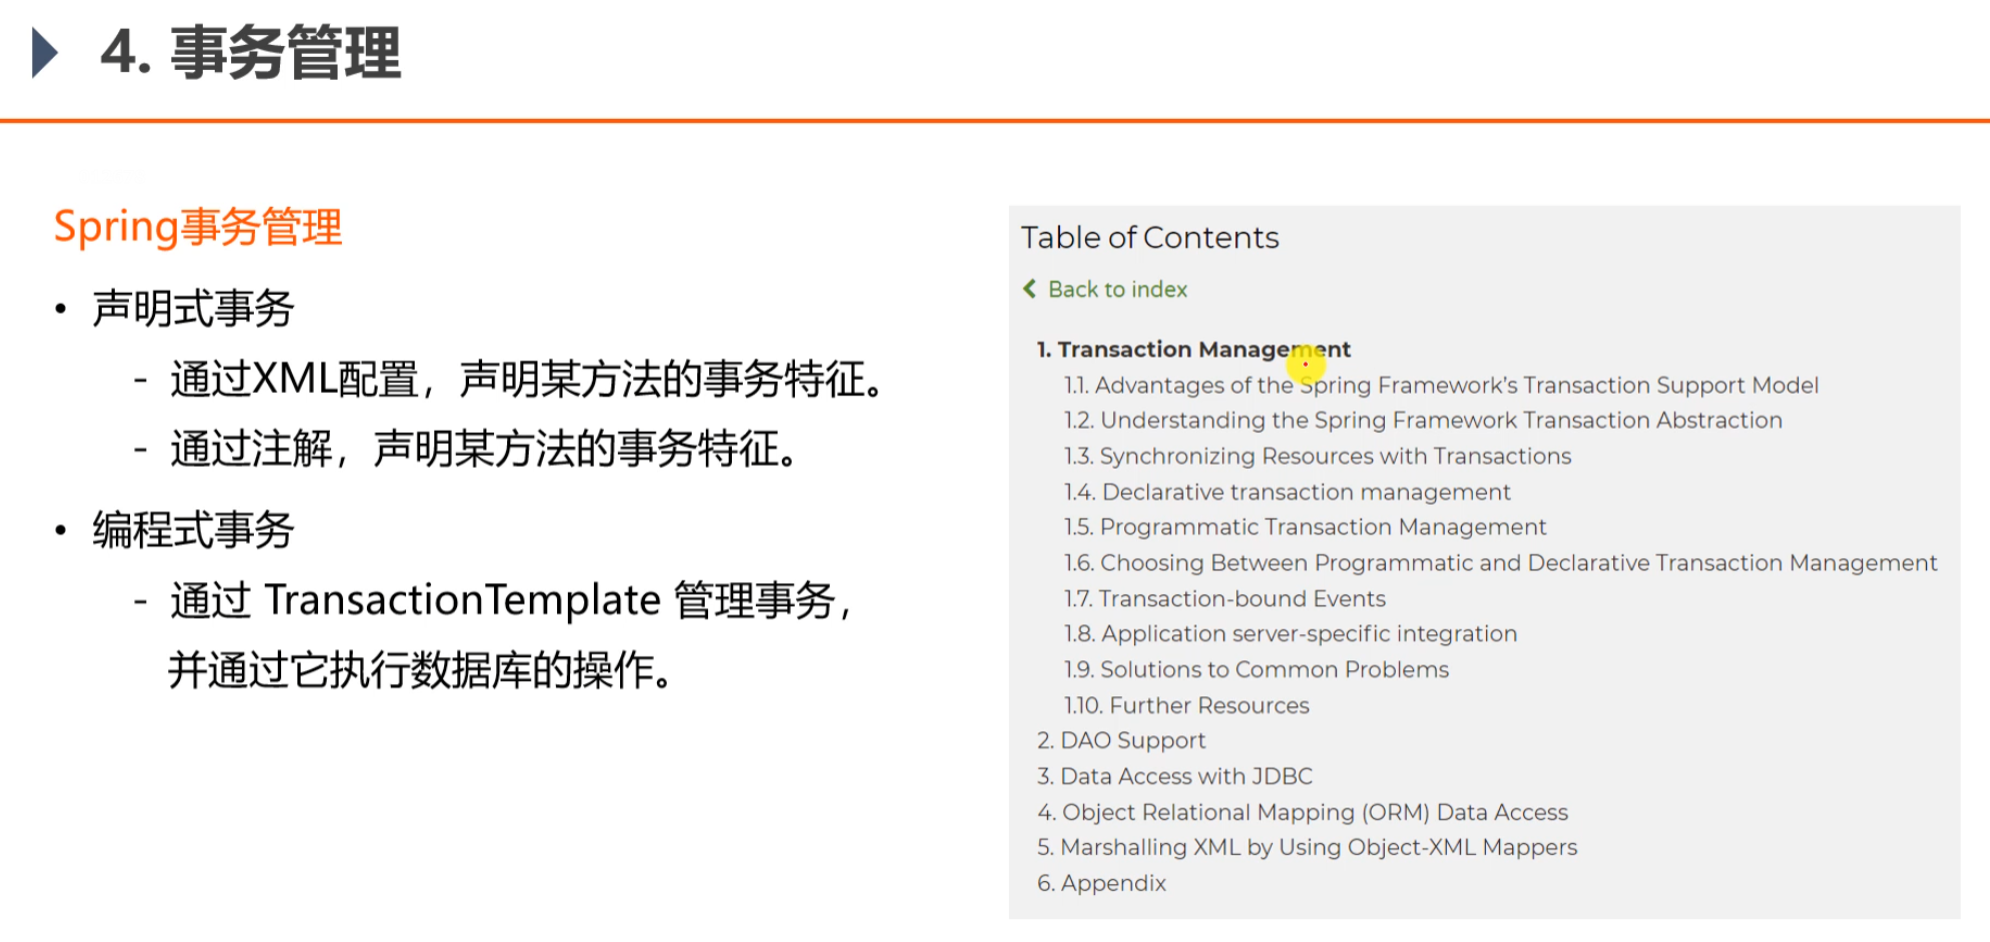 4. 事务管理
Spring事务管理
• 声明式事务
- 通过XML配置，声明某方法的事务特征。
- 通过注解，声明某方法的事务特征。
• 编程式事务
- 通过 TransactionTemplate 管理事务，
并通过它执行数据库的操作。
Table of Contents
Back to index
1. Transaction Management
1.1. Advantages of the Spring Framework’s Transaction Support Model
1.2. Understanding the Spring Framework Transaction Abstraction
1.3. Synchronizing Resources with Transactions
1.4. Declarative transaction management
1.5. Programmatic Transaction Management
1.6. Choosing Between Programmatic and Declarative Transaction Management
1.7. Transaction-bound Events
1.8. Application server-specific integration
1.9. Solutions to Common Problems
1.10. Further Resources
2. DAO Support
3. Data Access with JDBC
4. Object Relational Mapping (ORM) Data Access
5. Marshalling XML by Using Object-XML Mappers
6. Appendix